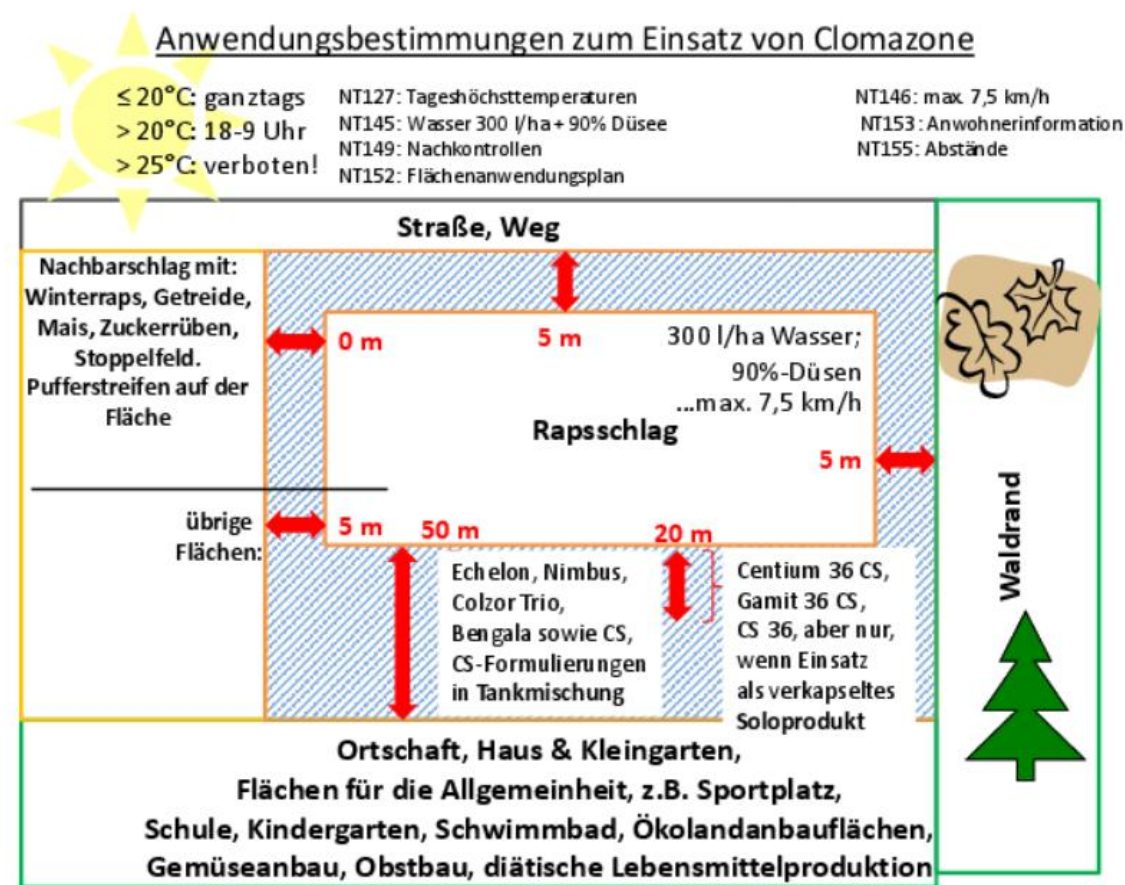 Anwendungsbestimmungen zum Einsatz von Clomazone
≤ 20°C: ganztags
> 20°C: 18-9 Uhr
> 25°C: verboten!
NT127: Tageshöchsttemperaturen
NT145: Wasser 300 l/ha + 90% Düsee
NT149: Nachkontrollen
NT152: Flächenanwendungsplan
NT146: max. 7,5 km/h
NT153: Anwohnerinformation
NT155: Abstände
Straße, Weg
Nachbarschlag mit:
Winterraps, Getreide,
Mais, Zuckerrüben,
Stoppelfeld.
Pufferstreifen auf der
Fläche
0 m
5 m
300 l/ha Wasser;
90%-Düsen
...max. 7,5 km/h
Rapsschlag
5 m
Waldrand
übrige
Flächen:
5 m
50 m
20 m
Echelon, Nimbus,
Colzor Trio,
Bengala sowie CS,
CS-Formulierungen
in Tankmischung
Centium 36 CS,
Gamit 36 CS,
CS 36, aber nur,
wenn Einsatz
als verkapseltes
Soloprodukt
Ortschaft, Haus & Kleingarten,
Flächen für die Allgemeinheit, z.B. Sportplatz,
Schule, Kindergarten, Schwimmbad, Ökolandanbauflächen,
Gemüseanbau, Obstbau, diätische Lebensmittelproduktion